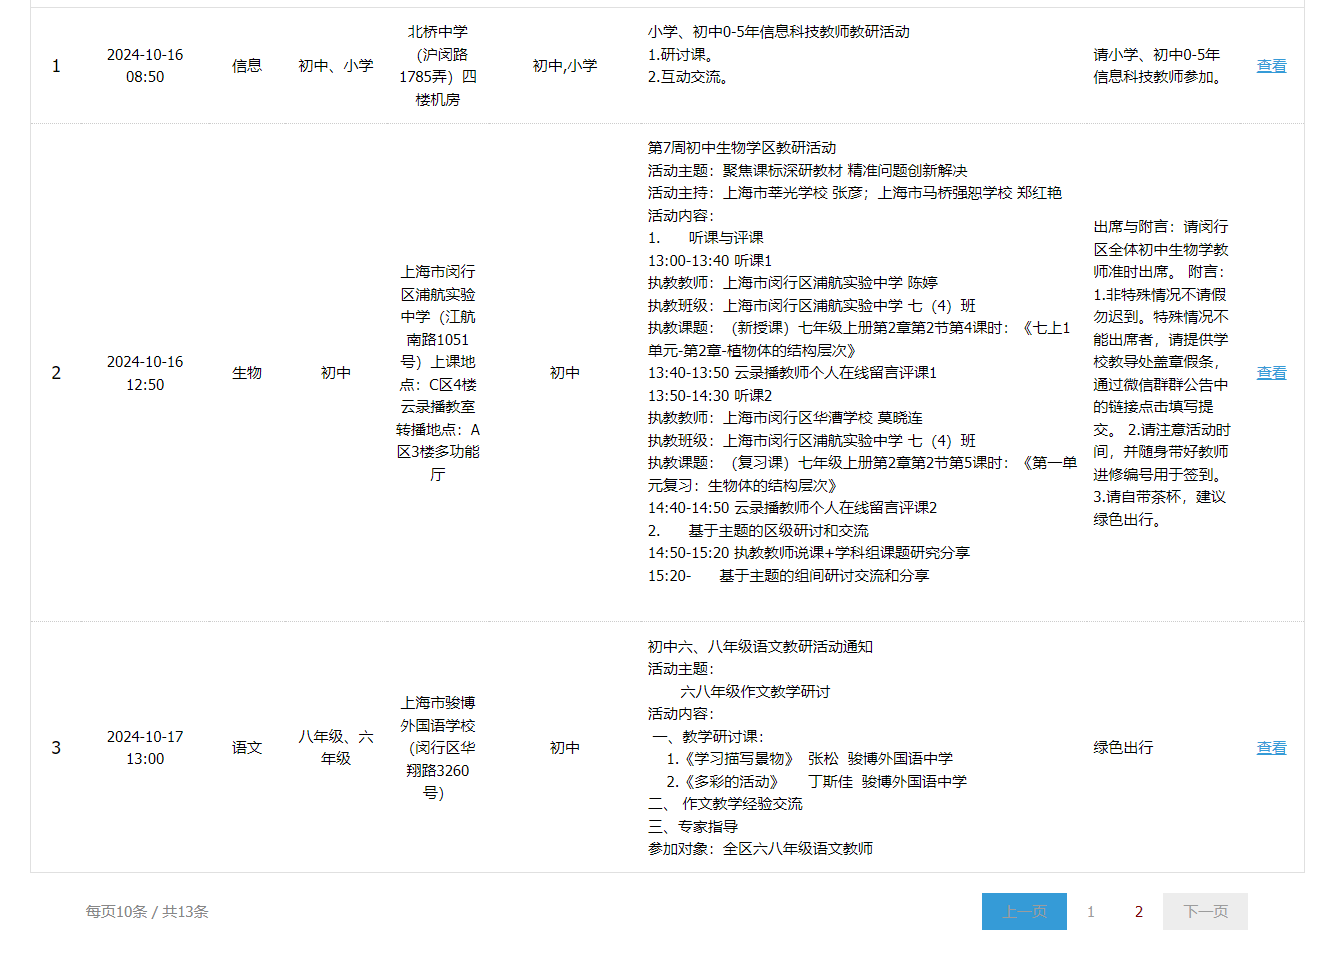 1
2024-10-16
08:50
信息
初中、小学
北桥中学
（沪闵路
1785弄）四
楼机房
初中,小学
小学、初中0-5年信息科技教师教研活动
1.研讨课。
2.互动交流。
请小学、初中0-5年
信息科技教师参加。
查看
2
2024-10-16
12:50
生物
初中
上海市闵行
区浦航实验
中学（江航
南路1051
号）上课地
点：C区4楼
云录播教室
转播地点：A
区3楼多功能
厅
初中
第7周初中生物学区教研活动
活动主题：聚焦课标深研教材 精准问题创新解决
活动主持：上海市莘光学校 张彦；上海市马桥强恕学校 郑红艳
活动内容：
1. 听课与评课
13:00-13:40 听课1
执教教师：上海市闵行区浦航实验中学 陈婷
执教班级：上海市闵行区浦航实验中学 七（4）班
执教课题：（新授课）七年级上册第2章第2节第4课时：《七上1
单元-第2章-植物体的结构层次》
13:40-13:50 云录播教师个人在线留言评课1
13:50-14:30 听课2
执教教师：上海市闵行区华漕学校 莫晓连
执教班级：上海市闵行区浦航实验中学 七（4）班
执教课题：（复习课）七年级上册第2章第2节第5课时：《第一单
元复习：生物体的结构层次》
14:40-14:50 云录播教师个人在线留言评课2
2. 基于主题的区级研讨和交流
14:50-15:20 执教教师说课+学科组课题研究分享
15:20- 基于主题的组间研讨交流和分享
出席与附言：请闵行
区全体初中生物学教
师准时出席。 附言：
1.非特殊情况不请假
勿迟到。特殊情况不
能出席者，请提供学
校教导处盖章假条，
通过微信群群公告中
的链接点击填写提
交。 2.请注意活动时
间，并随身带好教师
进修编号用于签到。
3.请自带茶杯，建议
绿色出行。
查看
3
2024-10-17
13:00
语文
八年级、六
年级
上海市骏博
外国语学校
（闵行区华
翔路3260
号）
初中
初中六、八年级语文教研活动通知
活动主题：
六八年级作文教学研讨
活动内容：
一、教学研讨课：
1.《学习描写景物》 张松 骏博外国语中学
2.《多彩的活动》 丁斯佳 骏博外国语中学
二、 作文教学经验交流
三、专家指导
参加对象：全区六八年级语文教师
绿色出行
查看
每页10条 / 共13条
上一页
1
2
下一页